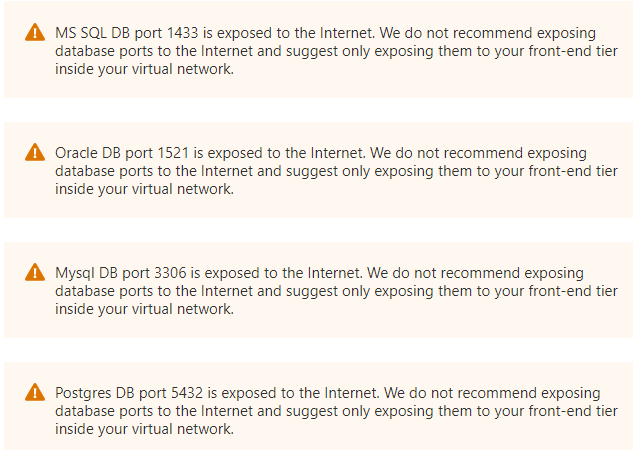 MS SQL DB port 1433 is exposed to the Internet. We do not recommend exposing
database ports to the Internet and suggest only exposing them to your front-end tier
inside your virtual network.
Oracle DB port 1521 is exposed to the Internet. We do not recommend exposing
database ports to the Internet and suggest only exposing them to your front-end tier
inside your virtual network.
Mysql DB port 3306 is exposed to the Internet. We do not recommend exposing
database ports to the Internet and suggest only exposing them to your front-end tier
inside your virtual network.
Postgres DB port 5432 is exposed to the Internet. We do not recommend exposing
database ports to the Internet and suggest only exposing them to your front-end tier
inside your virtual network.